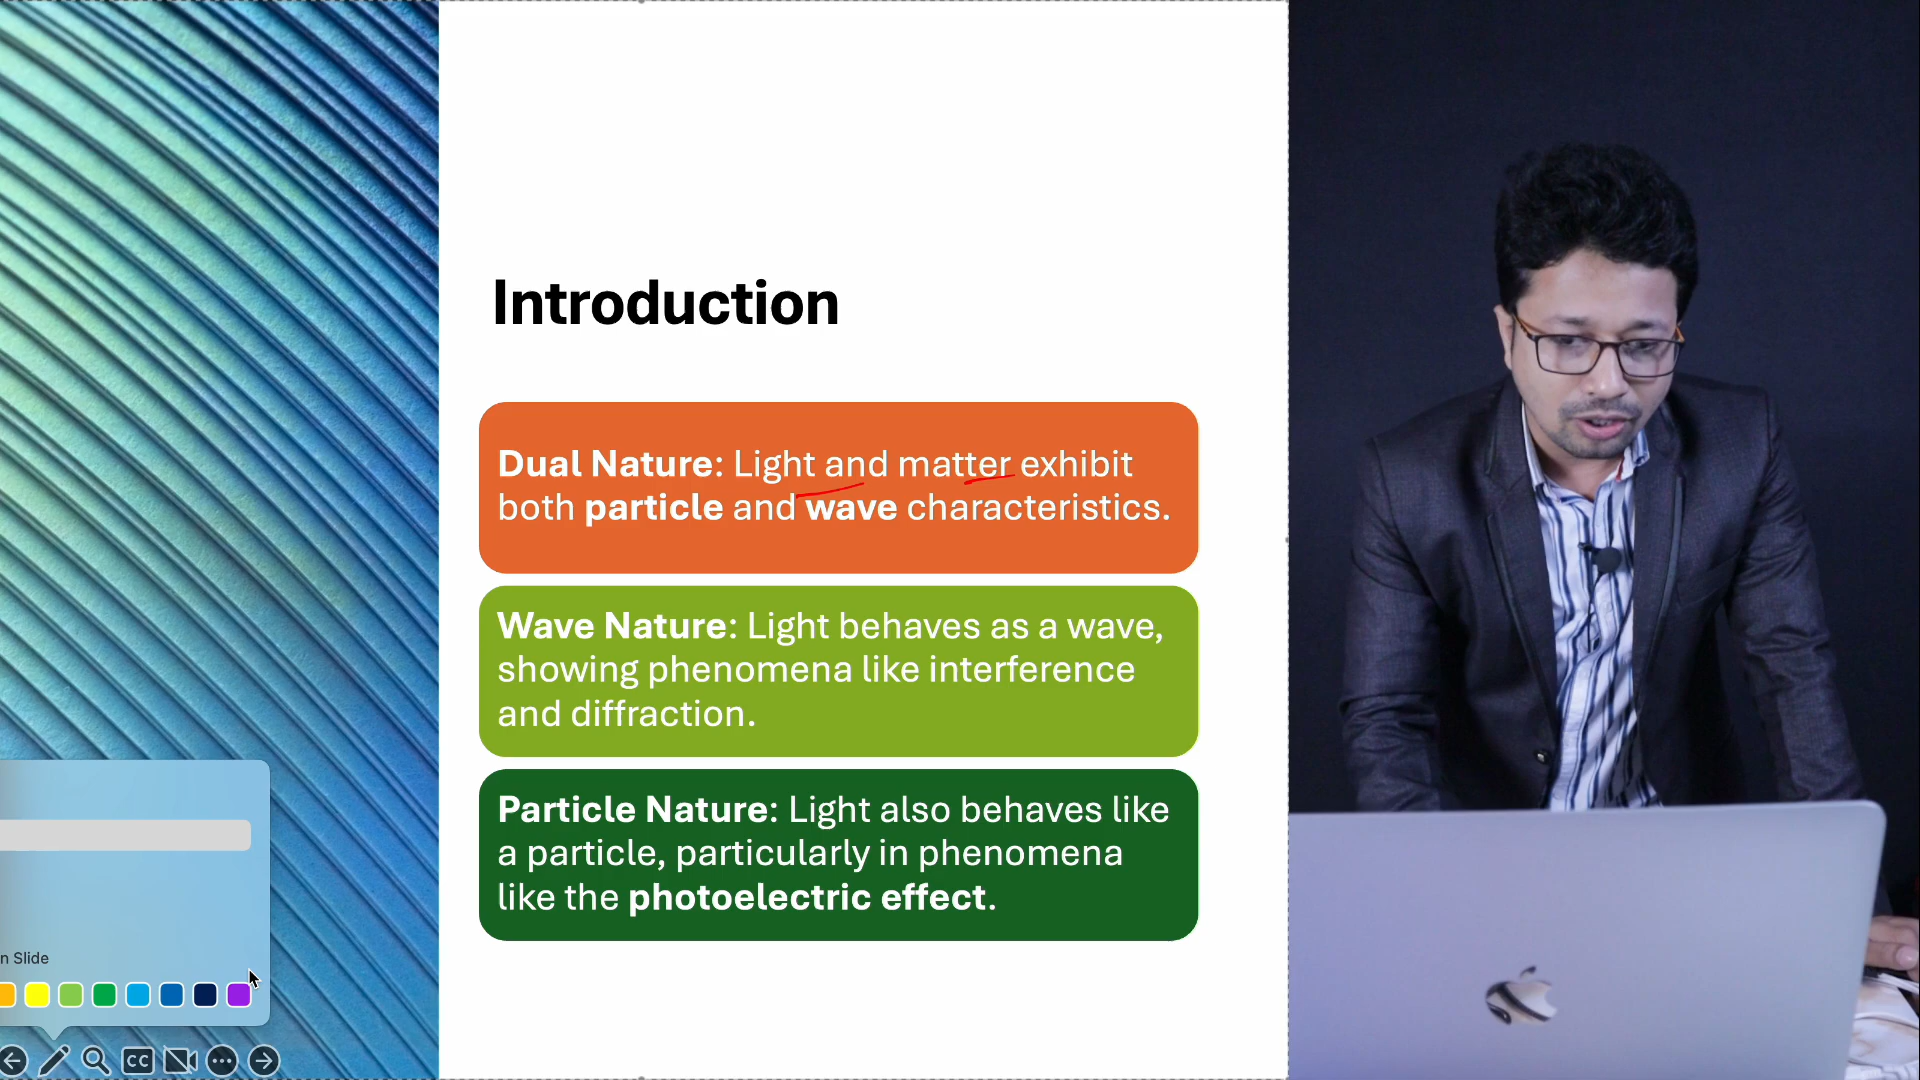 Introduction
Dual Nature: Light and matter exhibit
both particle and wave characteristics.
Wave Nature: Light behaves as a wave,
showing phenomena like interference
and diffraction.
Particle Nature: Light also behaves like
a particle, particularly in phenomena
like the photoelectric effect.
n Slide
CC